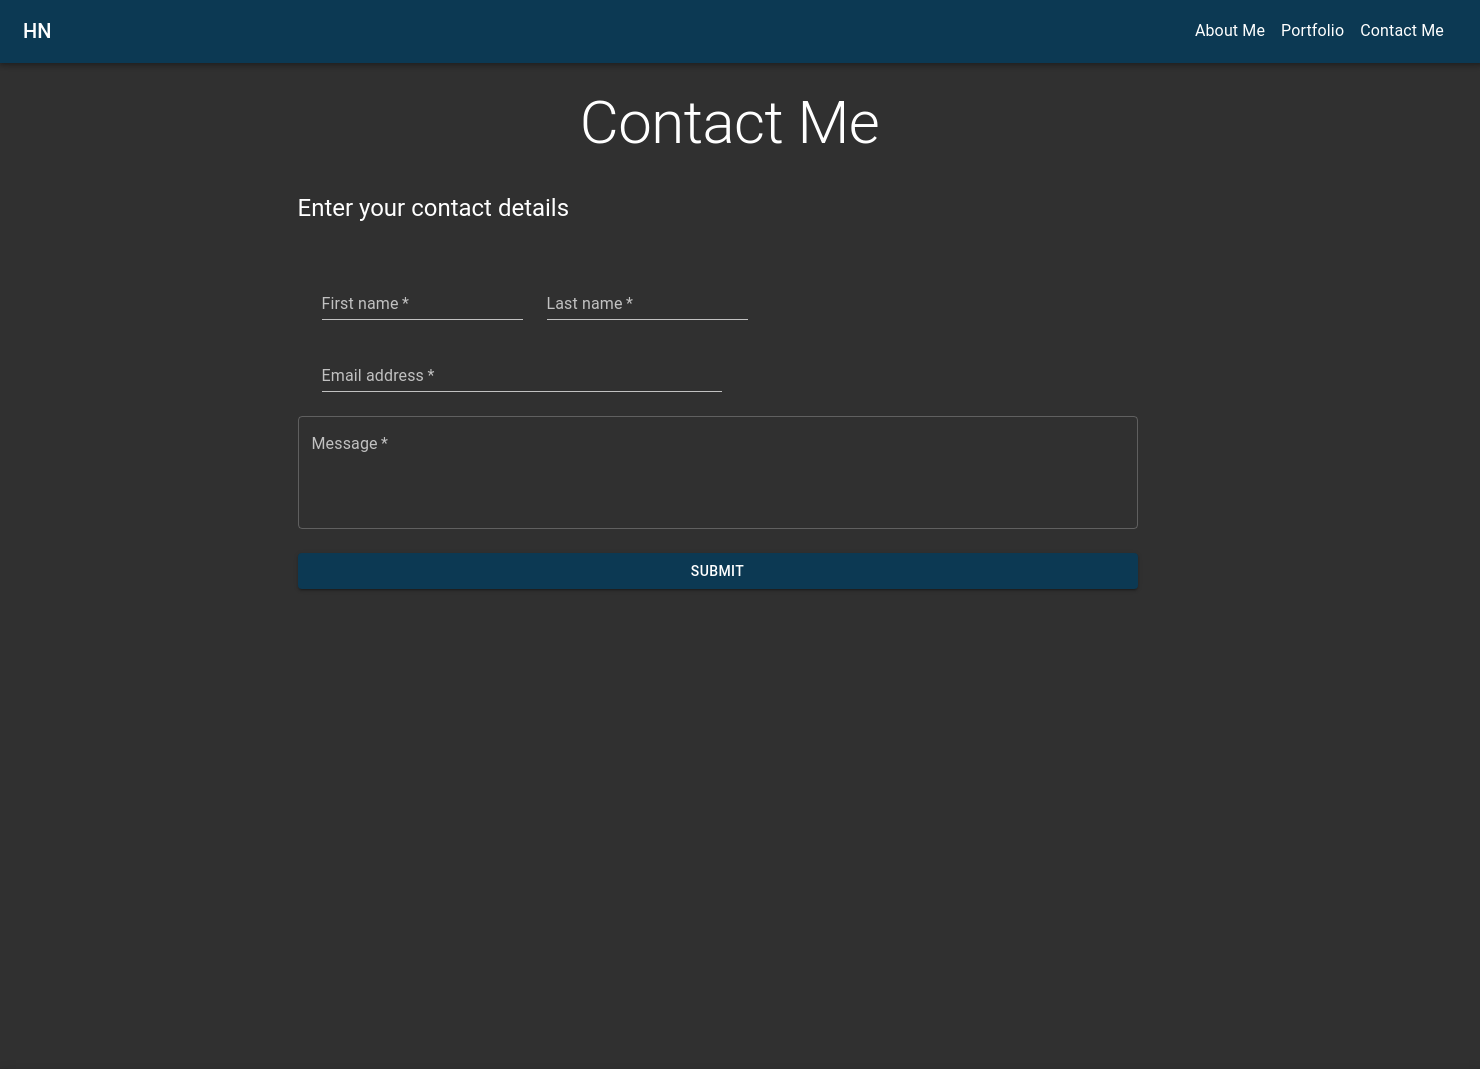 HN
About Me Portfolio Contact Me
Contact Me
Enter your contact details
First name * Last name *
Email address *
Message *
SUBMIT